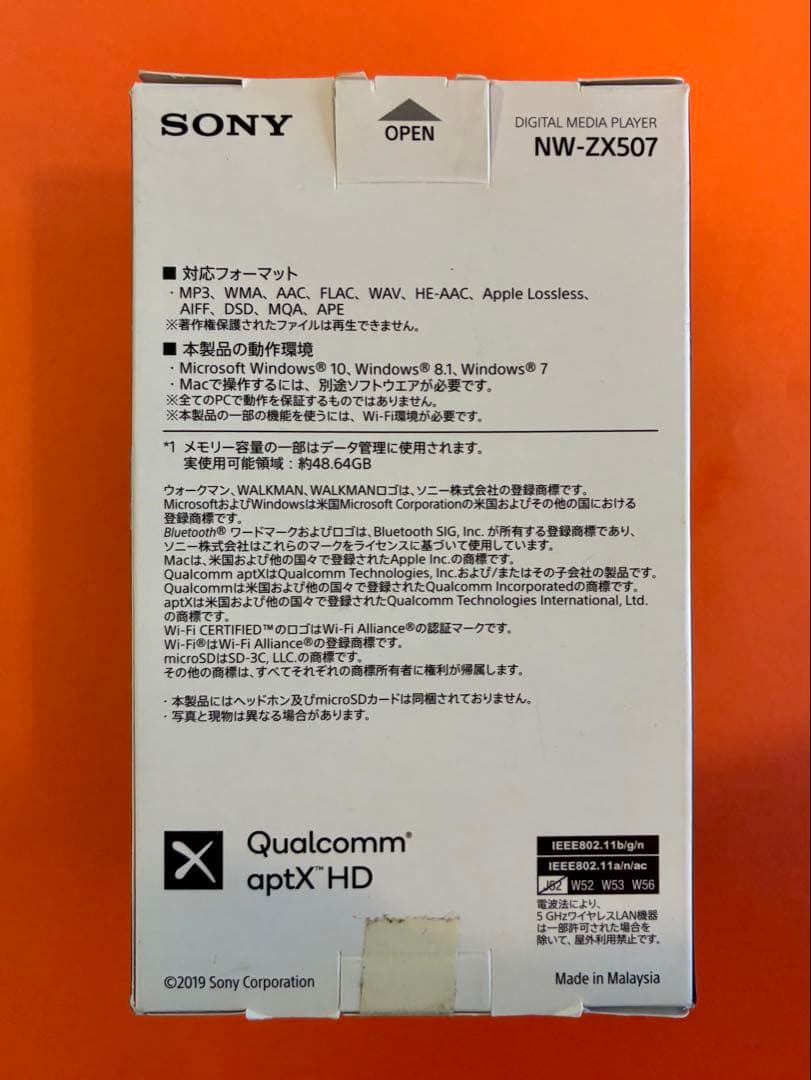 SONY
OPEN
DIGITAL MEDIA PLAYER
NW-ZX507
■ 対応フォーマット
・MP3、WMA、AAC、FLAC、WAV、HE-AAC、Apple Lossless、
AIFF、DSD、MQA、APE
※著作権保護されたファイルは再生できません。
■ 本製品の動作環境
・Microsoft Windows® 10、Windows® 8.1、Windows® 7
・Macで操作するには、別途ソフトウエアが必要です。
※全てのPCで動作を保証するものではありません。
※本製品の一部の機能を使うには、Wi-Fi環境が必要です。
*1 メモリー容量の一部はデータ管理に使用されます。
実使用可能領域：約48.64GB
ウォークマン、WALKMAN、WALKMANロゴは、ソニー株式会社の登録商標です。
MicrosoftおよびWindowsは米国Microsoft Corporationの米国およびその他の国における
登録商標です。
Bluetooth® ワードマークおよびロゴは、Bluetooth SIG, Inc. が所有する登録商標であり、
ソニー株式会社はこれらのマークをライセンスに基づいて使用しています。
Macは、米国および他の国々で登録されたApple Inc.の商標です。
Qualcomm aptXはQualcomm Technologies, Inc.および/またはその子会社の製品です。
Qualcommは米国および他の国々で登録されたQualcomm Incorporatedの商標です。
aptXは米国および他の国々で登録されたQualcomm Technologies International, Ltd.
の商標です。
Wi-Fi CERTIFIED™のロゴはWi-Fi Alliance®の認証マークです。
Wi-Fi®はWi-Fi Alliance®の登録商標です。
microSDはSD-3C, LLC.の商標です。
その他の商標は、すべてそれぞれの商標所有者に権利が帰属します。
・本製品にはヘッドホン及びmicroSDカードは同梱されておりません。
・写真と現物は異なる場合があります。
Qualcomm®
aptX™ HD
IEEE802.11b/g/n
IEEE802.11a/n/ac
J52 W52 W53 W56
電波法により、
5 GHzワイヤレスLAN機器
は一部許可された場合を
除いて、屋外利用禁止です。
©2019 Sony Corporation
Made in Malaysia